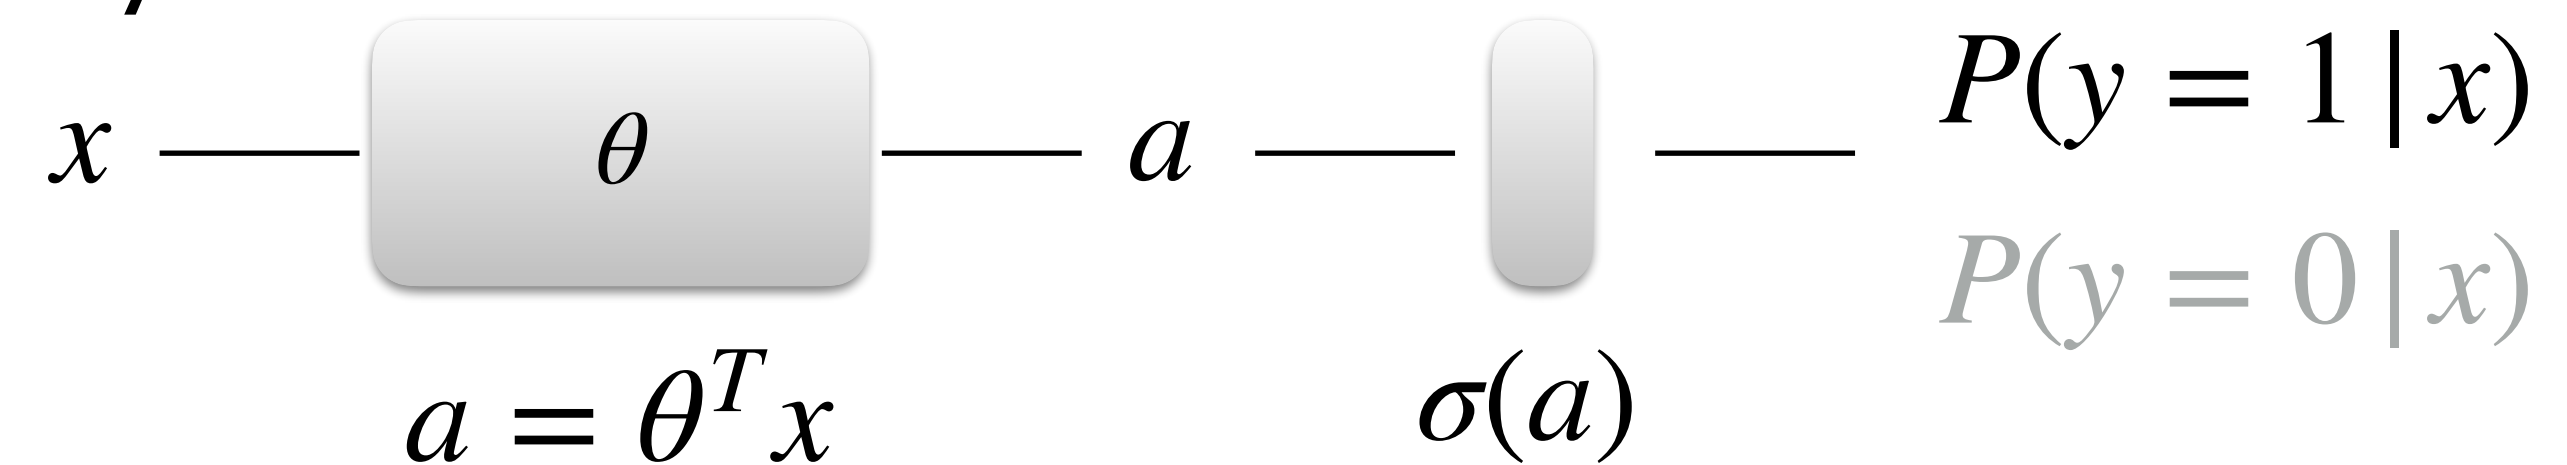 x θ a P(y = 1 | x)
P(y = 0 | x)
a = θ^T x σ(a)